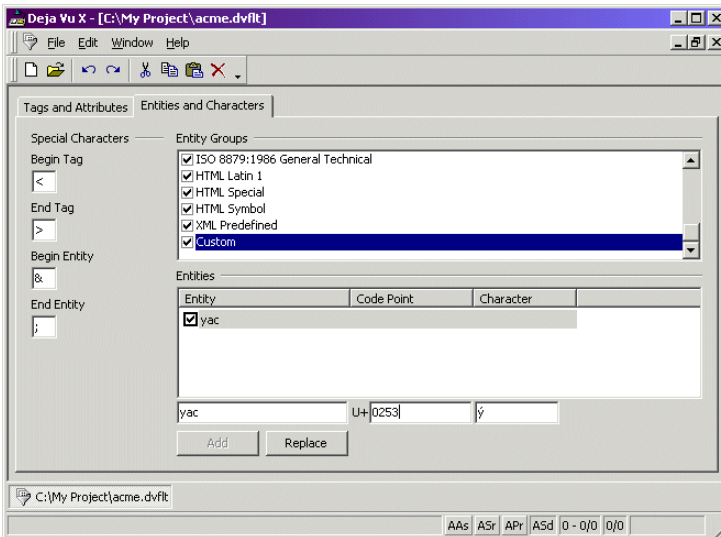 Deja Vu X - [C:\My Project\acme.dvflt]
File Edit Window Help
Tags and Attributes Entities and Characters
Special Characters
Begin Tag
<
End Tag
>
Begin Entity
&
End Entity
;
Entity Groups
ISO 8879:1986 General Technical
HTML Latin 1
HTML Special
HTML Symbol
XML Predefined
Custom
Entities
Entity Code Point Character
yac
yac U+ 0253 ý
Add Replace
C:\My Project\acme.dvflt
AAs ASr APr ASd 0 - 0/0 0/0